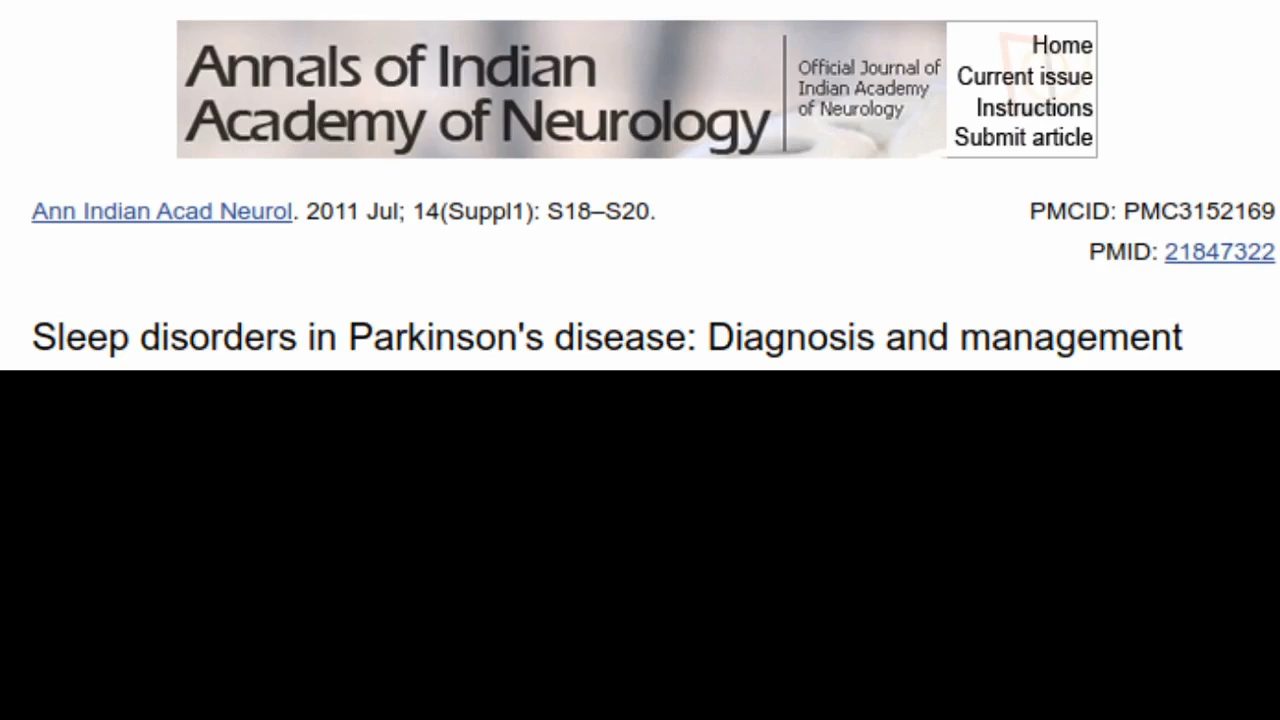 Annals of Indian
Academy of Neurology
Official Journal of
Indian Academy
of Neurology
Home
Current issue
Instructions
Submit article
Ann Indian Acad Neurol. 2011 Jul; 14(Suppl1): S18–S20.
PMCID: PMC3152169
PMID: 21847322
Sleep disorders in Parkinson's disease: Diagnosis and management